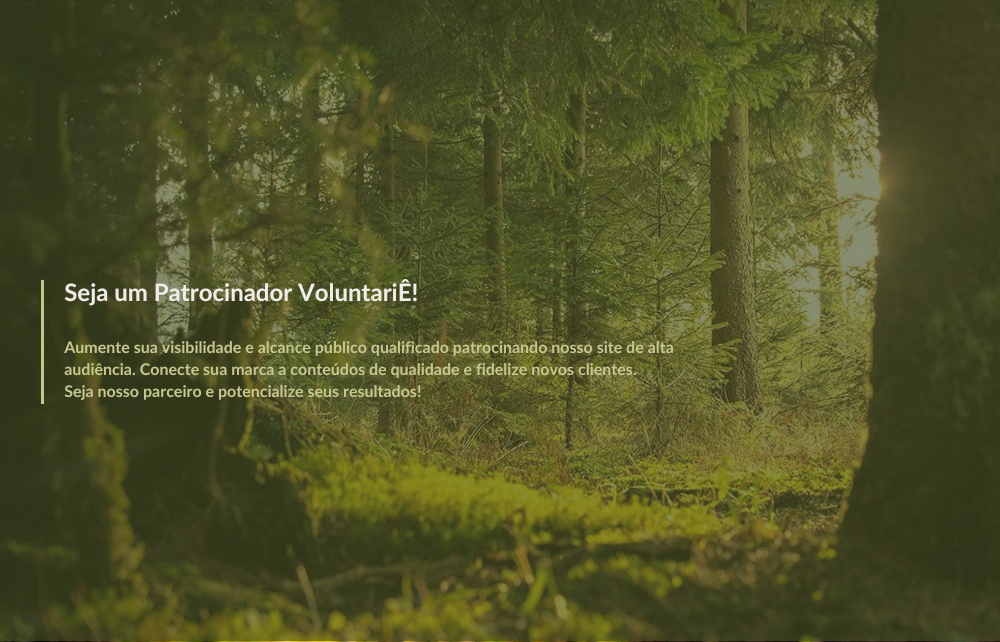 Seja um Patrocinador VoluntariÊ!
Aumente sua visibilidade e alcance público qualificado patrocinando nosso site de alta
audiência. Conecte sua marca a conteúdos de qualidade e fidelize novos clientes.
Seja nosso parceiro e potencialize seus resultados!